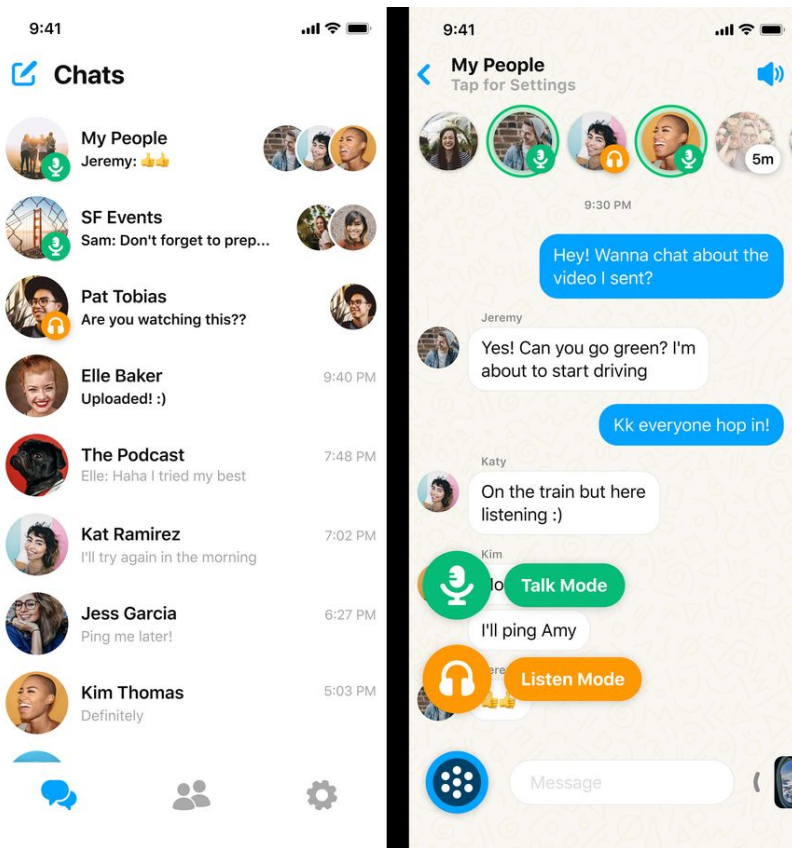 9:41
Chats
My People
Jeremy: 👍👍
SF Events
Sam: Don't forget to prep...
Pat Tobias
Are you watching this??
Elle Baker
9:40 PM
Uploaded! :)
The Podcast
7:48 PM
Elle: Haha I tried my best
Kat Ramirez
7:02 PM
I'll try again in the morning
Jess Garcia
6:27 PM
Ping me later!
Kim Thomas
5:03 PM
Definitely
9:41
My People
Tap for Settings
5m
9:30 PM
Hey! Wanna chat about the
video I sent?
Jeremy
Yes! Can you go green? I'm
about to start driving
Kk everyone hop in!
Katy
On the train but here
listening :)
Kim
Talk Mode
I'll ping Amy
Listen Mode
👍👍
Message